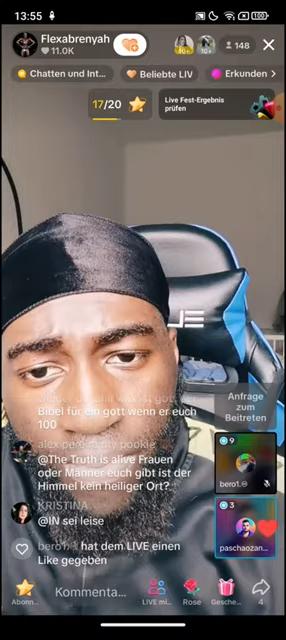 13:55
100
Flexabrenyah
11.0K
10+
10+
148
Chatten und Int...
Beliebte LIV
Erkunden
17/20
Live Fest-Ergebnis
prüfen
Bibel für ein gott wenn er euch
100
Anfrage
zum
Beitreten
@The Truth is alive Frauen
oder Männer euch gibt ist der
Himmel kein heiliger Ort?
9
bero1.
KRISTINA
@IN sei leise
3
paschaozan...
hat dem LIVE einen
Like gegeben
Abonn...
Kommenta...
LIVE mi...
Rose
Gesche...
4